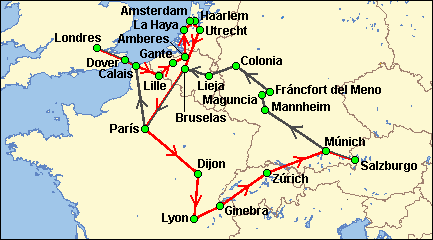 Amsterdam
Haarlem
La Haya
Utrecht
Londres
Amberes
Gante
Dover
Colonia
Calais
Lille
Lieja
Fráncfort del Meno
Maguncia
Mannheim
Bruselas
París
Múnich
Dijon
Salzburgo
Zúrich
Ginebra
Lyon